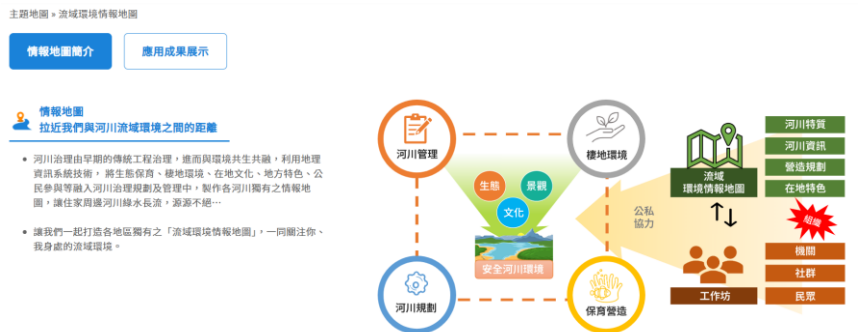 主題地圖 » 流域環境情報地圖
情報地圖簡介
應用成果展示
情報地圖
拉近我們與河川流域環境之間的距離
• 河川治理由早期的傳統工程治理，進而與環境共生共融，利用地理
資訊系統技術， 將生態保育、棲地環境、在地文化、地方特色、公
民參與等融入河川治理規劃及管理中，製作各河川獨有之情報地
圖，讓住家周邊河川綠水長流，源源不絕…
• 讓我們一起打造各地區獨有之「流域環境情報地圖」，一同關注你、
我身處的流域環境。
河川管理
棲地環境
生態
景觀
文化
安全河川環境
河川規劃
保育營造
公私
協力
流域
環境情報地圖
河川特質
河川資訊
營造規劃
在地特色
工作坊
機關
社群
民眾